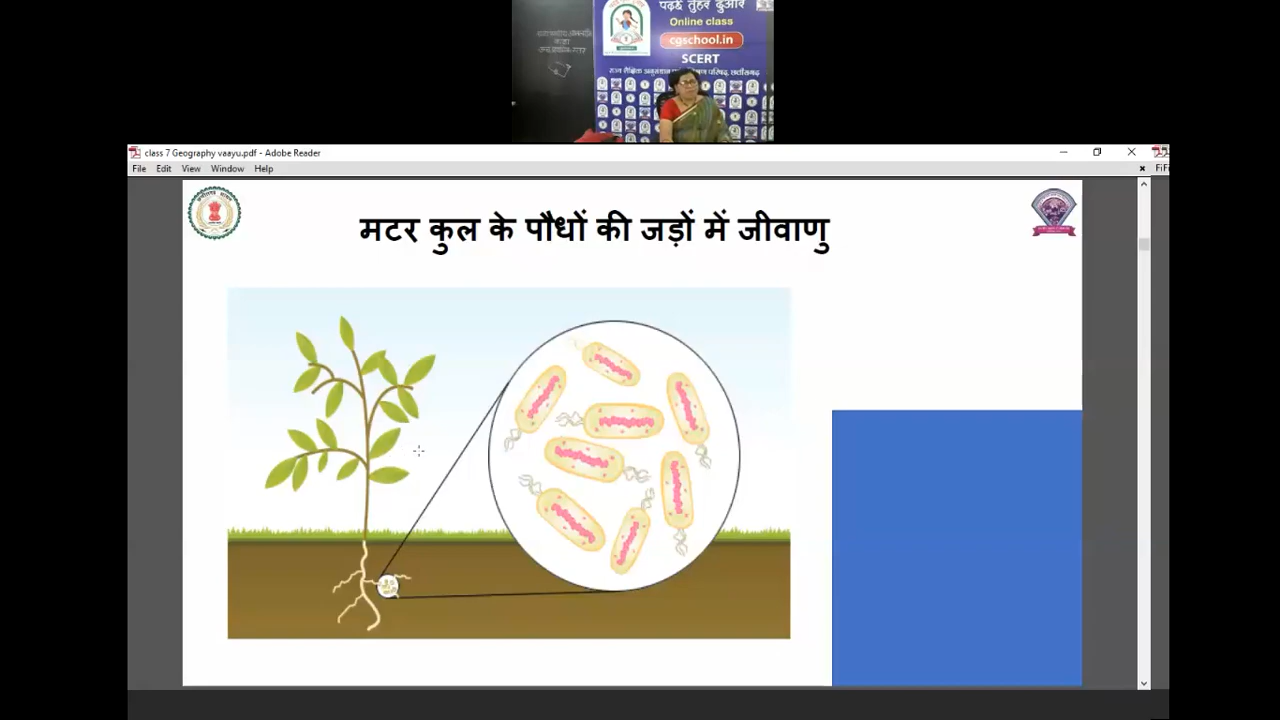 पढ़ई तुंहर दुआर
Online class
cgschool.in
SCERT
class 7 Geography vaayu.pdf - Adobe Reader
File Edit View Window Help
FiFi
मटर कुल के पौधों की जड़ों में जीवाणु